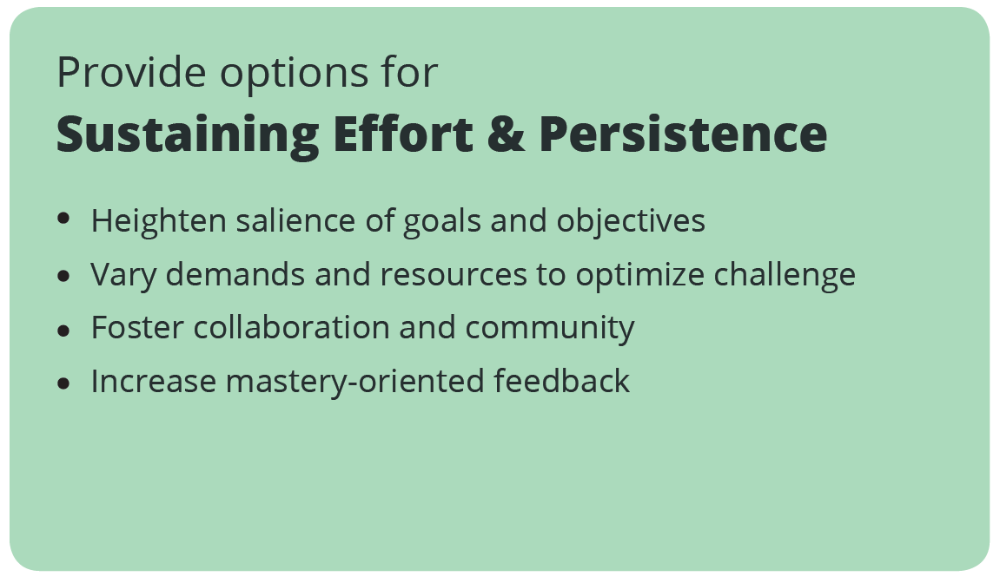 Provide options for
Sustaining Effort & Persistence
• Heighten salience of goals and objectives
• Vary demands and resources to optimize challenge
• Foster collaboration and community
• Increase mastery-oriented feedback